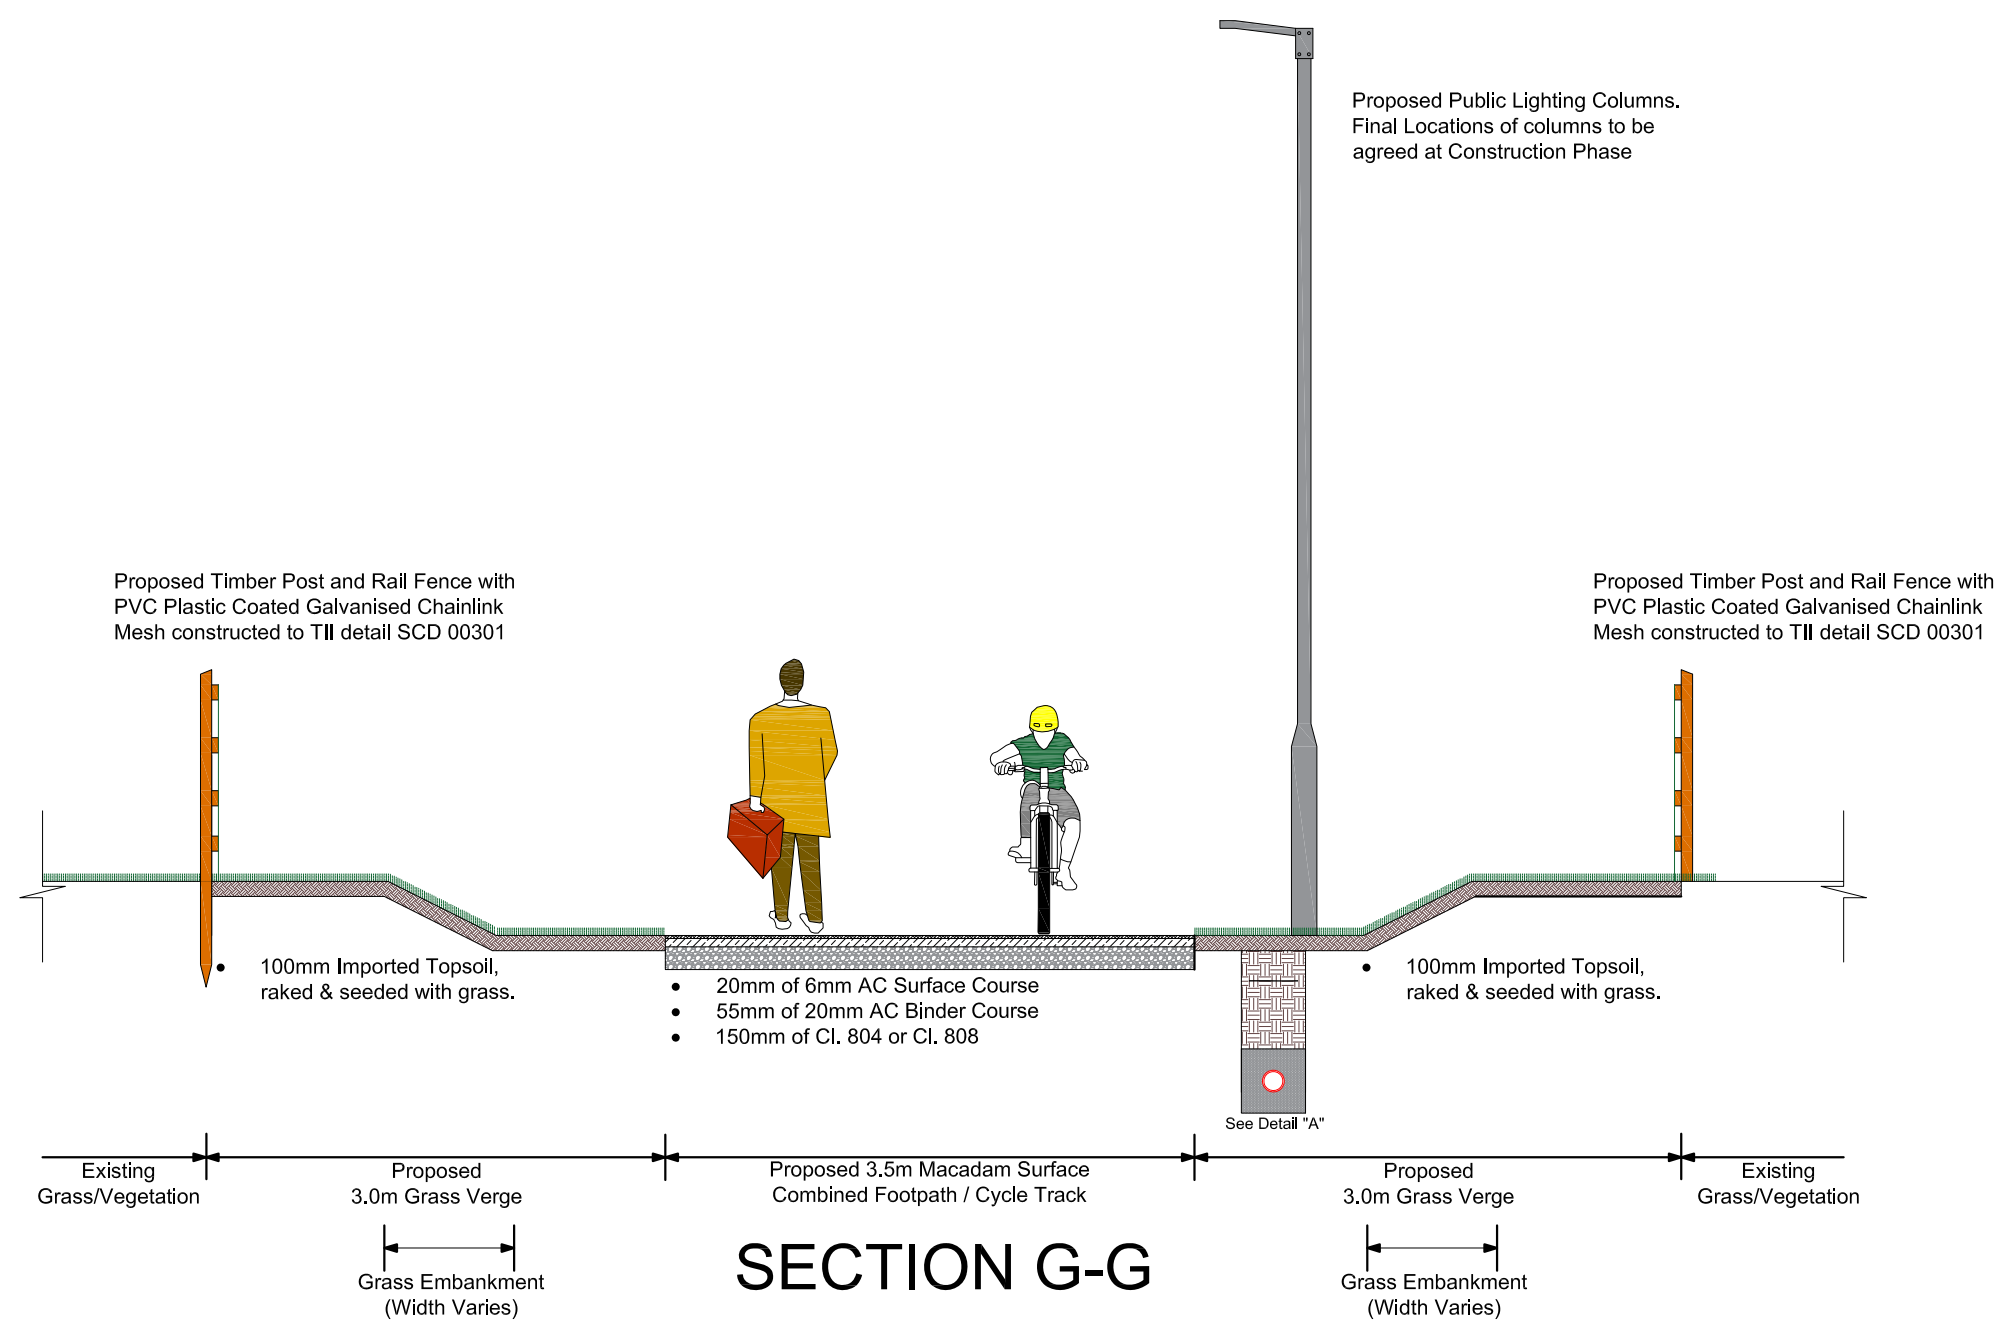 Proposed Public Lighting Columns.
Final Locations of columns to be
agreed at Construction Phase
Proposed Timber Post and Rail Fence with
PVC Plastic Coated Galvanised Chainlink
Mesh constructed to TII detail SCD 00301
Proposed Timber Post and Rail Fence with
PVC Plastic Coated Galvanised Chainlink
Mesh constructed to TII detail SCD 00301
• 100mm Imported Topsoil,
raked & seeded with grass.
• 20mm of 6mm AC Surface Course
• 55mm of 20mm AC Binder Course
• 150mm of Cl. 804 or Cl. 808
• 100mm Imported Topsoil,
raked & seeded with grass.
See Detail "A"
Existing
Grass/Vegetation
Proposed
3.0m Grass Verge
Proposed 3.5m Macadam Surface
Combined Footpath / Cycle Track
Proposed
3.0m Grass Verge
Existing
Grass/Vegetation
Grass Embankment
(Width Varies)
SECTION G-G
Grass Embankment
(Width Varies)